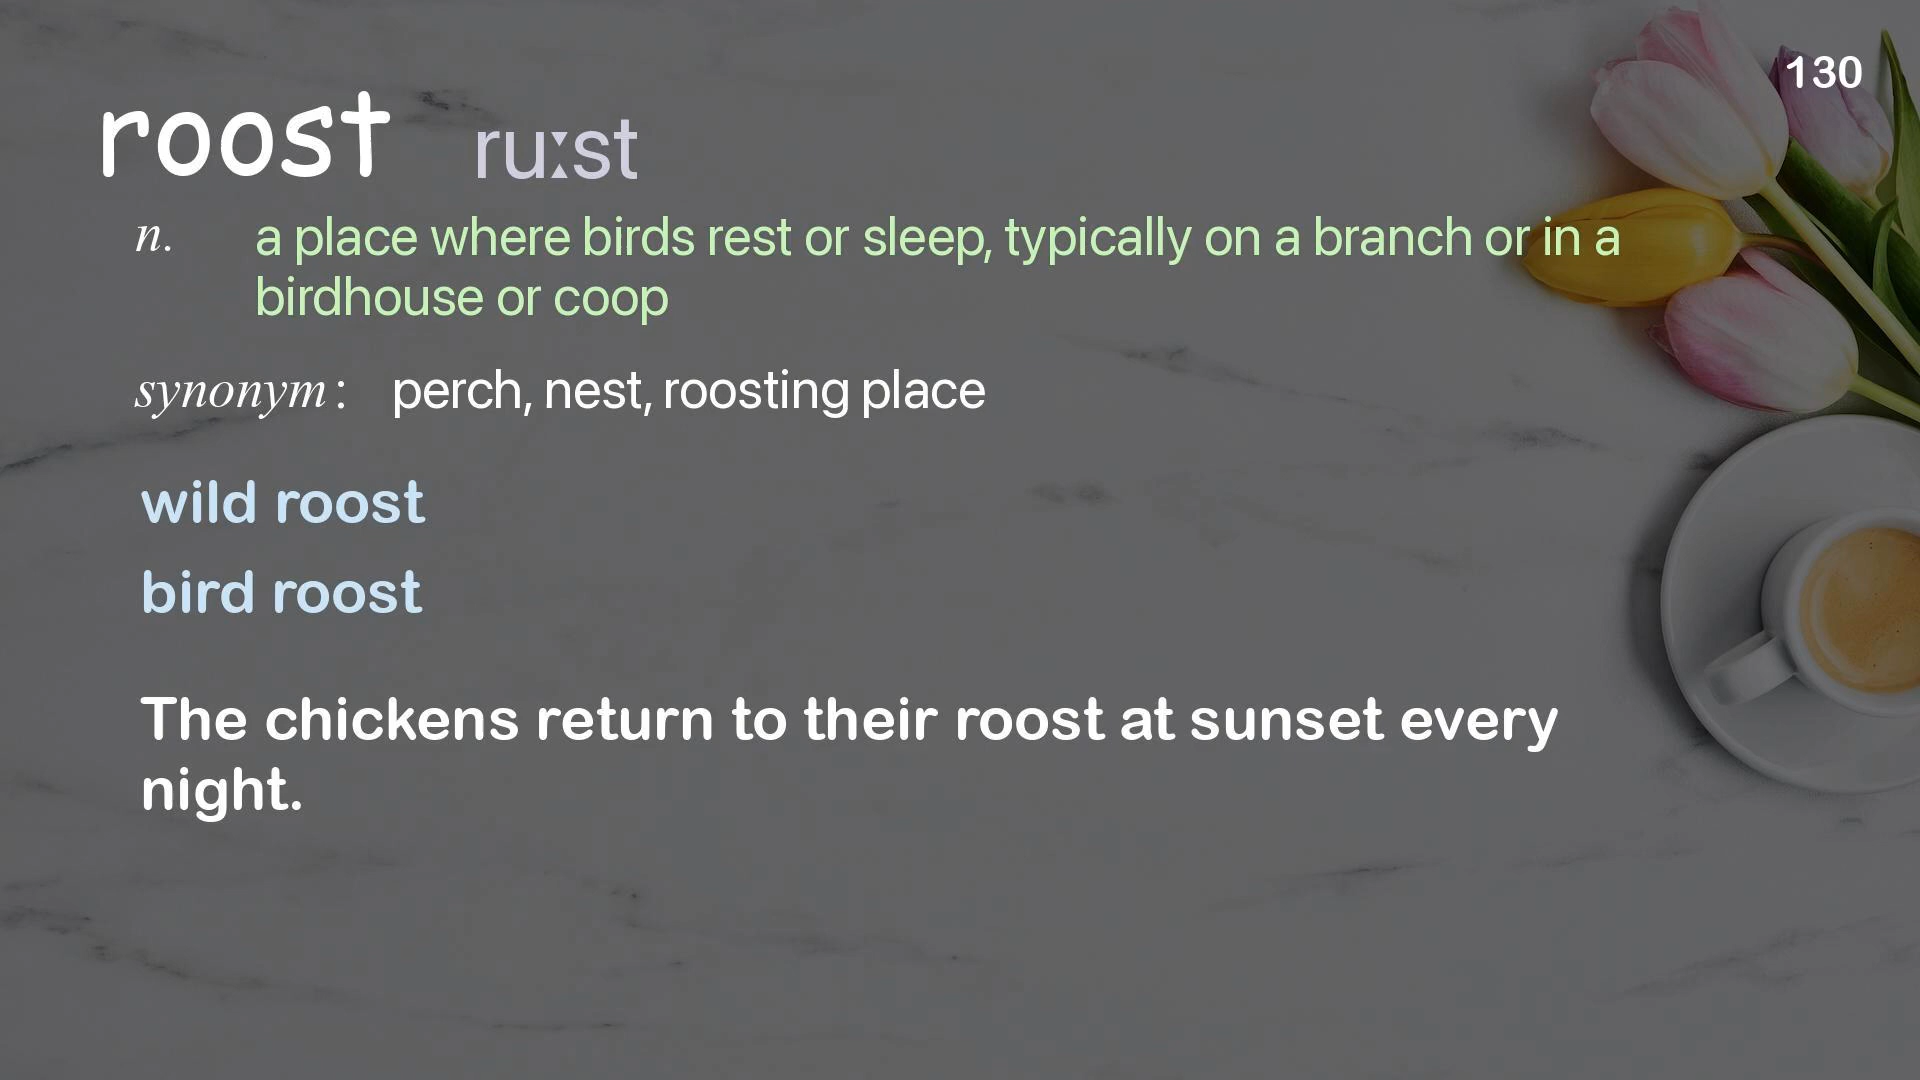 130
roost ruːst
n. a place where birds rest or sleep, typically on a branch or in a
birdhouse or coop
synonym: perch, nest, roosting place
wild roost
bird roost
The chickens return to their roost at sunset every
night.